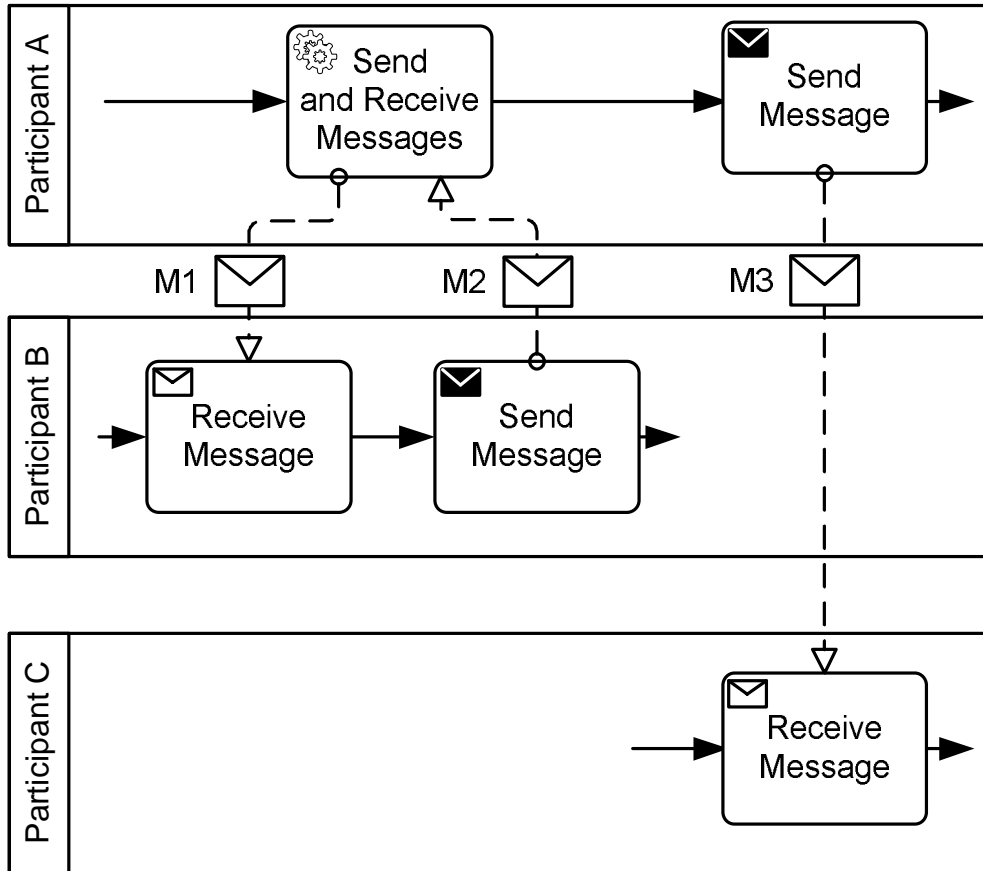 Participant A
Send
and Receive
Messages
Send
Message
M1
M2
M3
Participant B
Receive
Message
Send
Message
Participant C
Receive
Message